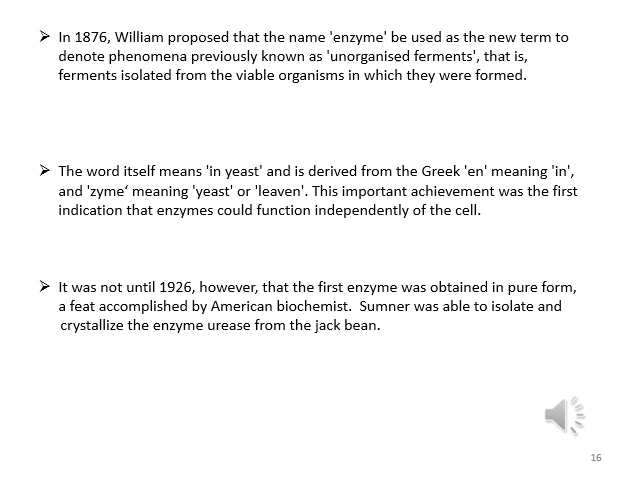 ➢ In 1876, William proposed that the name 'enzyme' be used as the new term to
denote phenomena previously known as 'unorganised ferments', that is,
ferments isolated from the viable organisms in which they were formed.
➢ The word itself means 'in yeast' and is derived from the Greek 'en' meaning 'in',
and 'zyme‘ meaning 'yeast' or 'leaven'. This important achievement was the first
indication that enzymes could function independently of the cell.
➢ It was not until 1926, however, that the first enzyme was obtained in pure form,
a feat accomplished by American biochemist.  Sumner was able to isolate and
crystallize the enzyme urease from the jack bean.
16